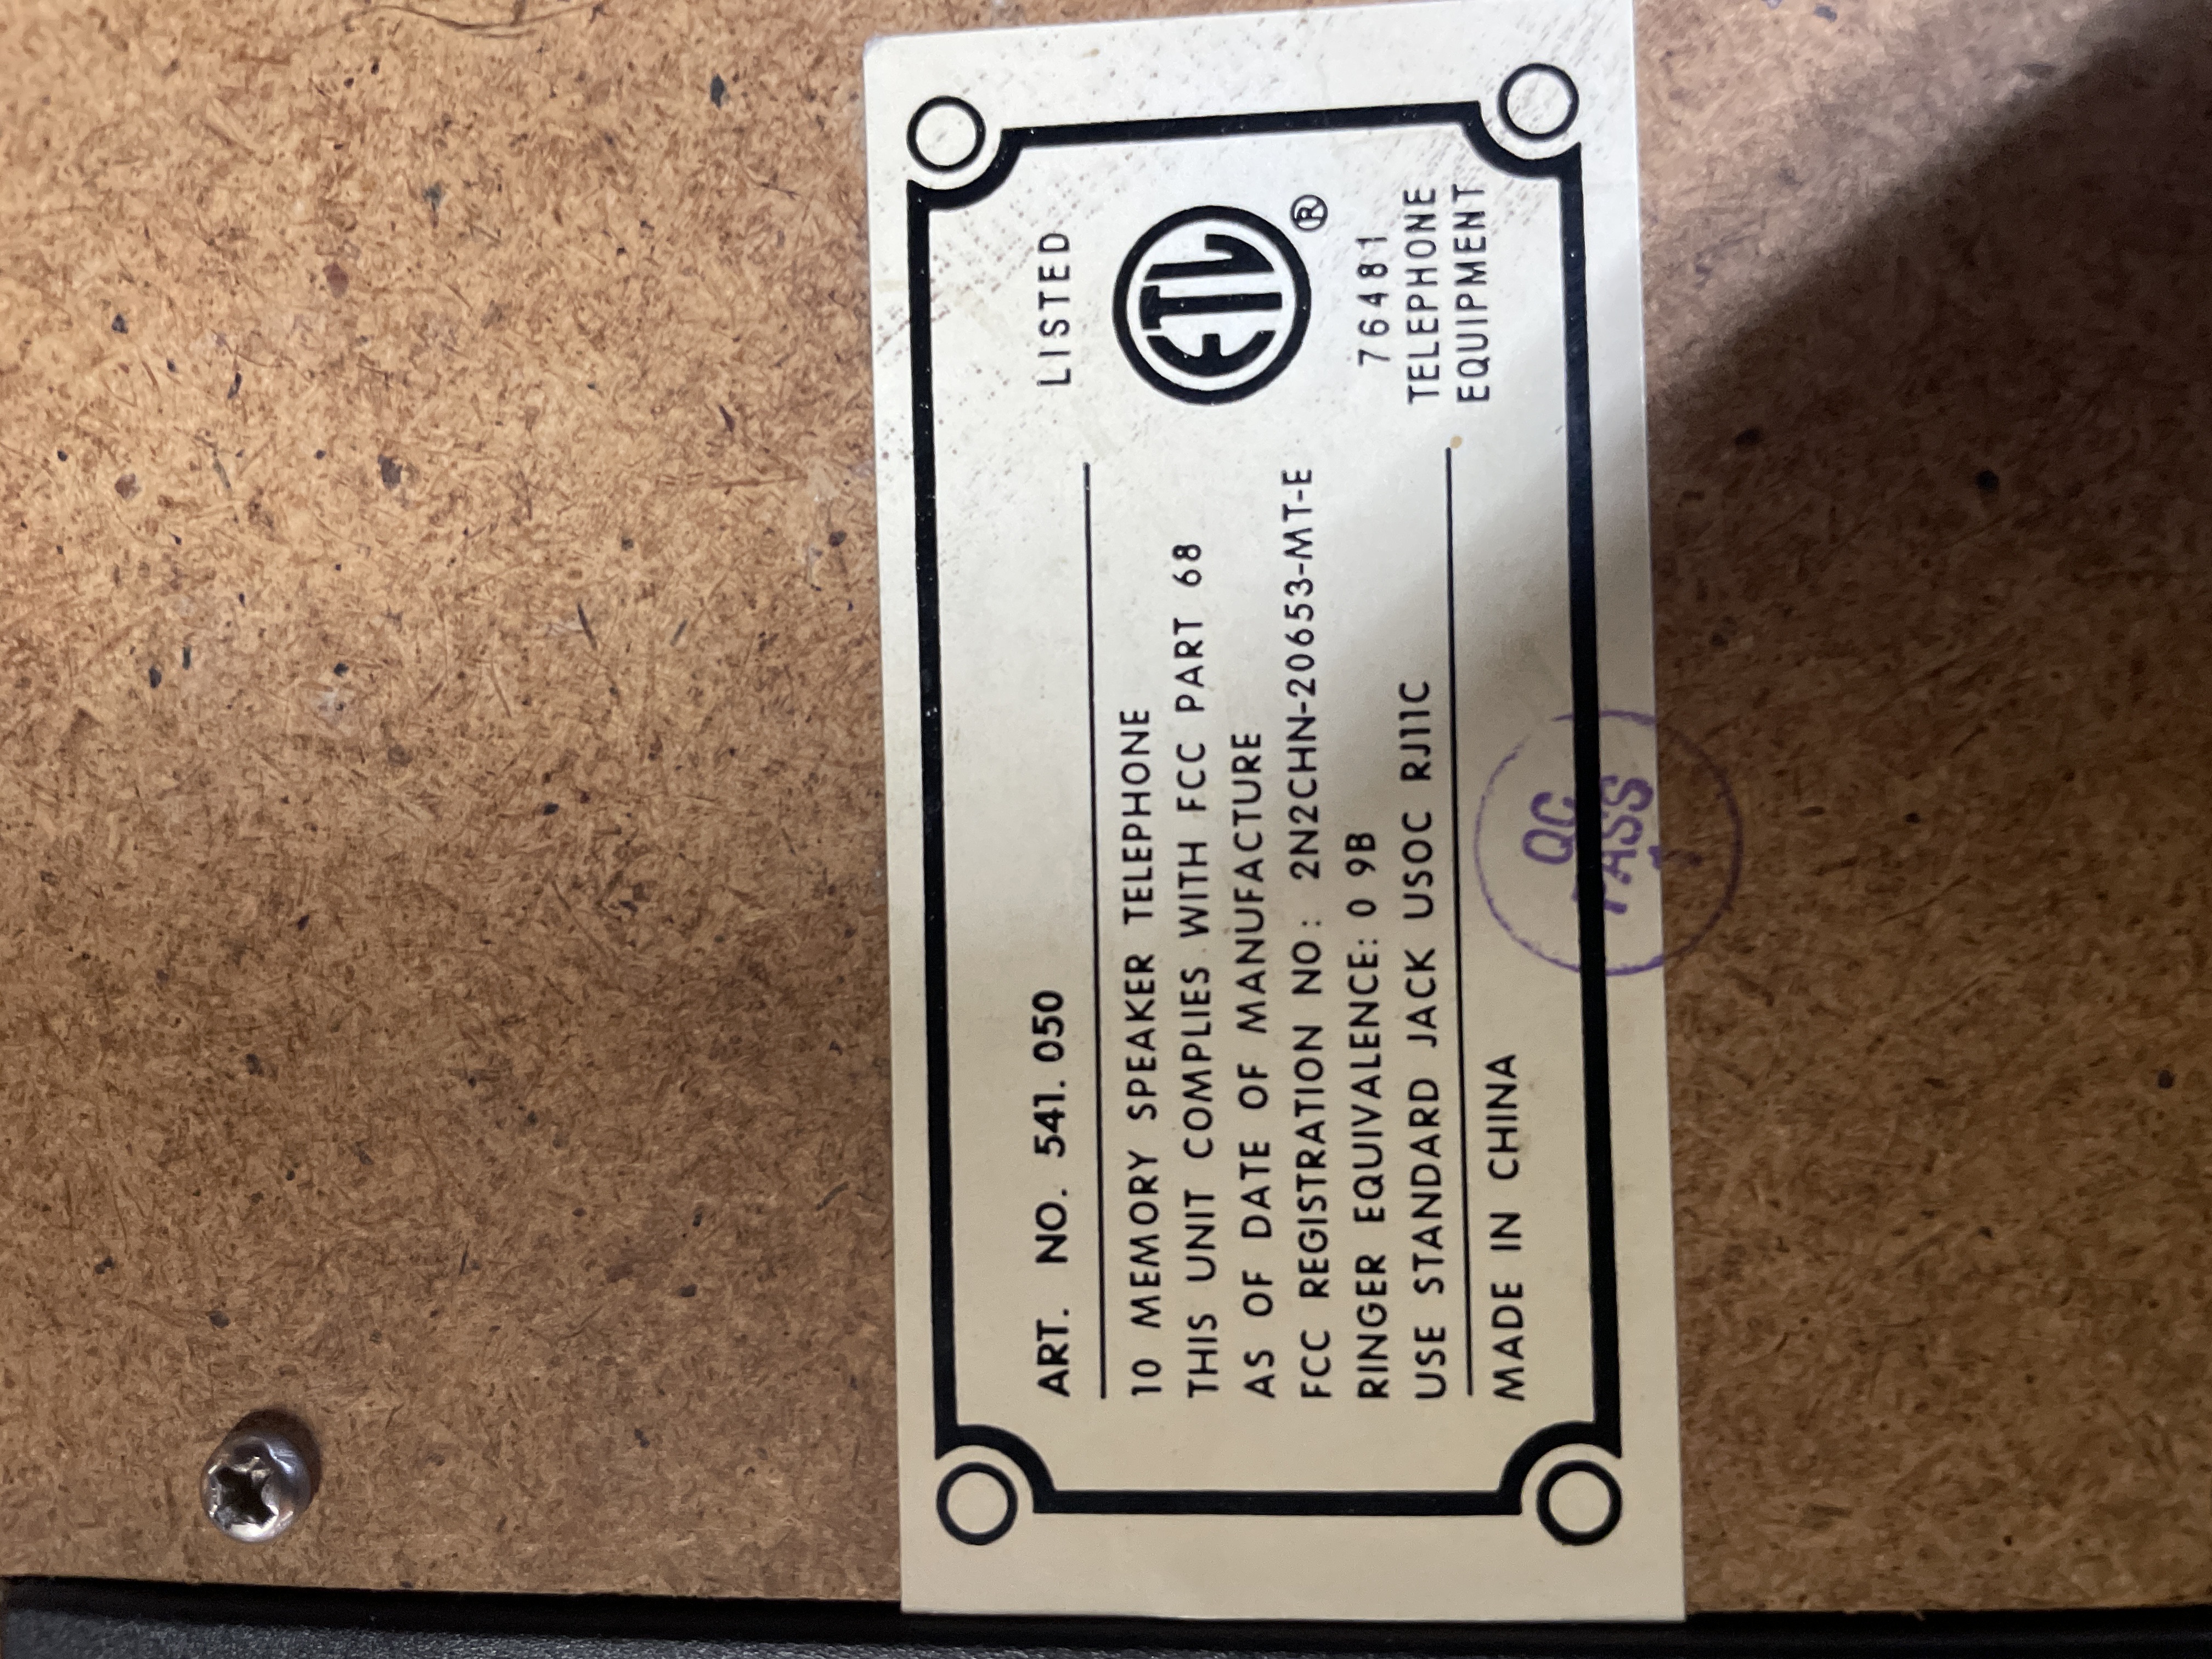 ART. NO. 541. 050
10 MEMORY SPEAKER TELEPHONE
THIS UNIT COMPLIES WITH FCC PART 68
AS OF DATE OF MANUFACTURE
FCC REGISTRATION NO: 2N2CHN-20653-MT-E
RINGER EQUIVALENCE: 0 9B
USE STANDARD JACK USOC RJ11C
MADE IN CHINA
LISTED
ETL ®
76481
TELEPHONE
EQUIPMENT
QC
PASS